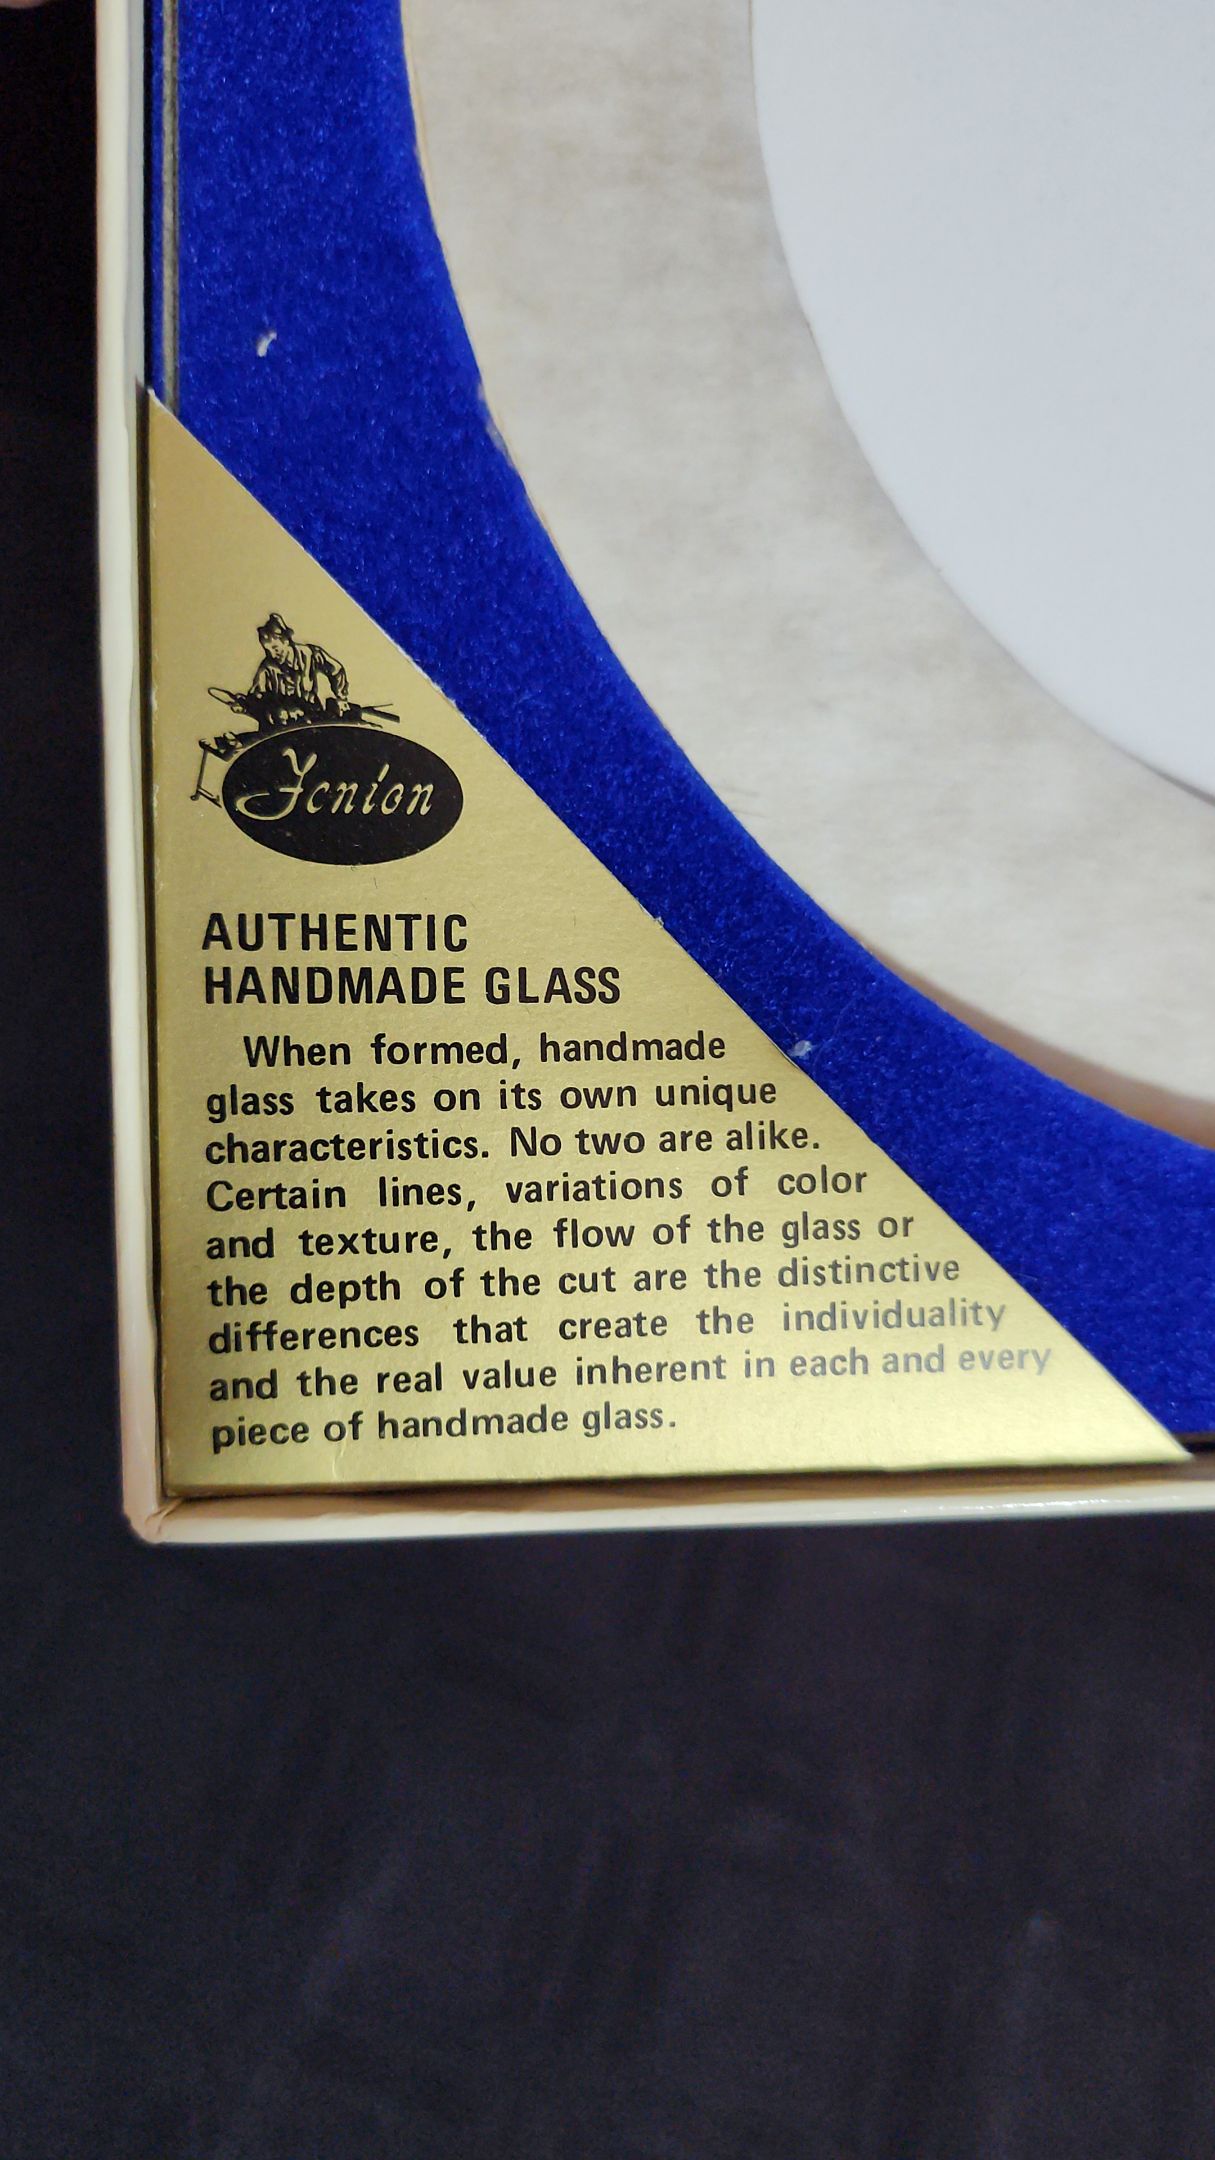 Fenton
AUTHENTIC
HANDMADE GLASS
When formed, handmade
glass takes on its own unique
characteristics. No two are alike.
Certain lines, variations of color
and texture, the flow of the glass or
the depth of the cut are the distinctive
differences that create the individuality
and the real value inherent in each and every
piece of handmade glass.